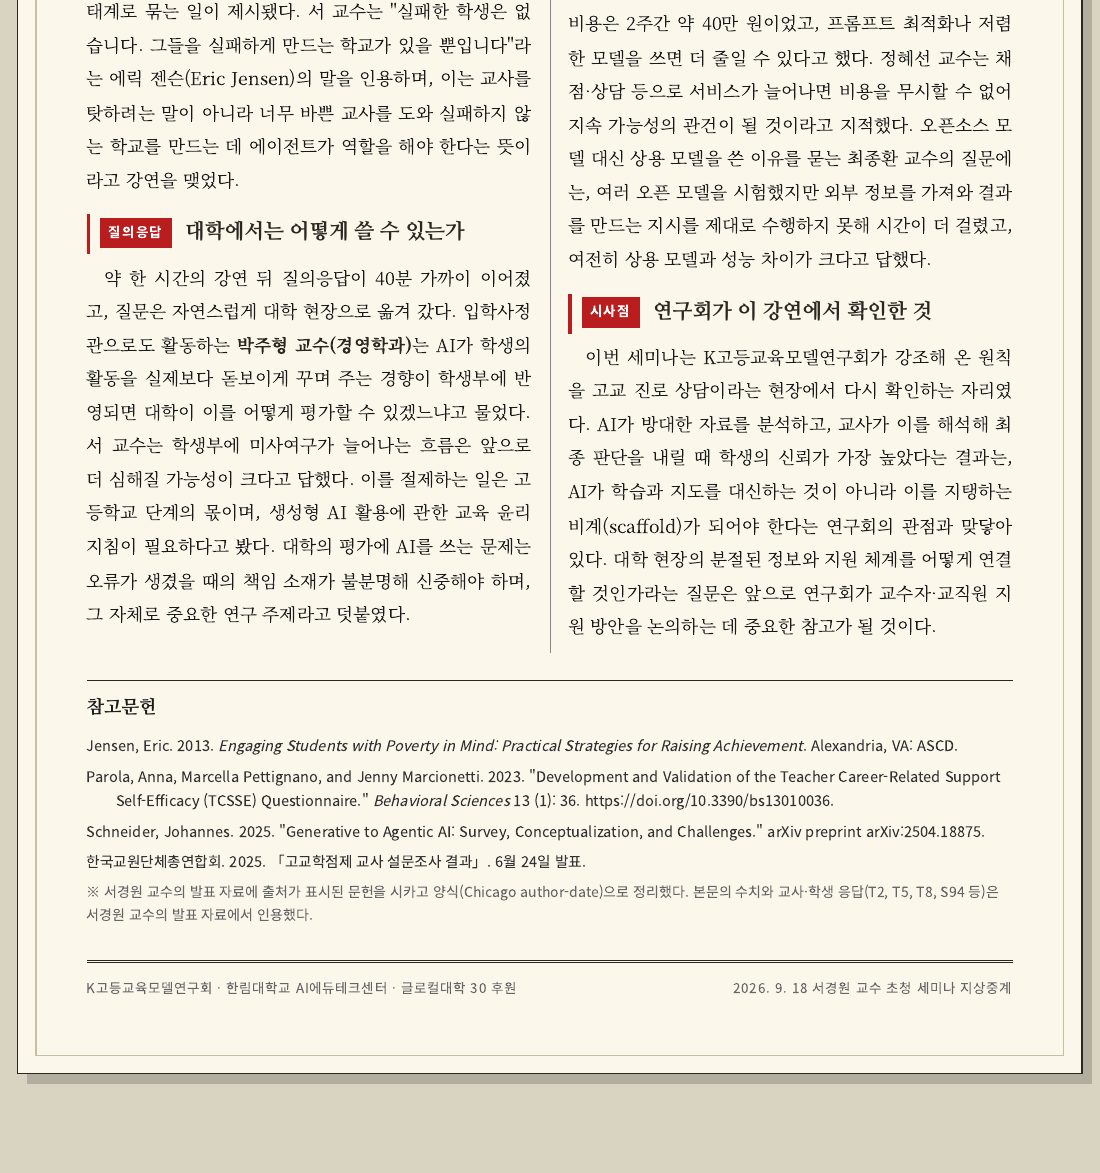 태계로 묶는 일이 제시됐다. 서 교수는 "실패한 학생은 없
습니다. 그들을 실패하게 만드는 학교가 있을 뿐입니다"라
는 에릭 젠슨(Eric Jensen)의 말을 인용하며, 이는 교사를
탓하려는 말이 아니라 너무 바쁜 교사를 도와 실패하지 않
는 학교를 만드는 데 에이전트가 역할을 해야 한다는 뜻이
라고 강연을 맺었다.
질의응답 대학에서는 어떻게 쓸 수 있는가
약 한 시간의 강연 뒤 질의응답이 40분 가까이 이어졌
고, 질문은 자연스럽게 대학 현장으로 옮겨 갔다. 입학사정
관으로도 활동하는 박주형 교수(경영학과)는 AI가 학생의
활동을 실제보다 돋보이게 꾸며 주는 경향이 학생부에 반
영되면 대학이 이를 어떻게 평가할 수 있겠느냐고 물었다.
서 교수는 학생부에 미사여구가 늘어나는 흐름은 앞으로
더 심해질 가능성이 크다고 답했다. 이를 절제하는 일은 고
등학교 단계의 몫이며, 생성형 AI 활용에 관한 교육 윤리
지침이 필요하다고 봤다. 대학의 평가에 AI를 쓰는 문제는
오류가 생겼을 때의 책임 소재가 불분명해 신중해야 하며,
그 자체로 중요한 연구 주제라고 덧붙였다.
비용은 2주간 약 40만 원이었고, 프롬프트 최적화나 저렴
한 모델을 쓰면 더 줄일 수 있다고 했다. 정혜선 교수는 채
점·상담 등으로 서비스가 늘어나면 비용을 무시할 수 없어
지속 가능성의 관건이 될 것이라고 지적했다. 오픈소스 모
델 대신 상용 모델을 쓴 이유를 묻는 최종환 교수의 질문에
는, 여러 오픈 모델을 시험했지만 외부 정보를 가져와 결과
를 만드는 지시를 제대로 수행하지 못해 시간이 더 걸렸고,
여전히 상용 모델과 성능 차이가 크다고 답했다.
시사점 연구회가 이 강연에서 확인한 것
이번 세미나는 K고등교육모델연구회가 강조해 온 원칙
을 고교 진로 상담이라는 현장에서 다시 확인하는 자리였
다. AI가 방대한 자료를 분석하고, 교사가 이를 해석해 최
종 판단을 내릴 때 학생의 신뢰가 가장 높았다는 결과는,
AI가 학습과 지도를 대신하는 것이 아니라 이를 지탱하는
비계(scaffold)가 되어야 한다는 연구회의 관점과 맞닿아
있다. 대학 현장의 분절된 정보와 지원 체계를 어떻게 연결
할 것인가라는 질문은 앞으로 연구회가 교수자·교직원 지
원 방안을 논의하는 데 중요한 참고가 될 것이다.
참고문헌
Jensen, Eric. 2013. Engaging Students with Poverty in Mind: Practical Strategies for Raising Achievement. Alexandria, VA: ASCD.
Parola, Anna, Marcella Pettignano, and Jenny Marcionetti. 2023. "Development and Validation of the Teacher Career-Related Support
Self-Efficacy (TCSSE) Questionnaire." Behavioral Sciences 13 (1): 36. https://doi.org/10.3390/bs13010036.
Schneider, Johannes. 2025. "Generative to Agentic AI: Survey, Conceptualization, and Challenges." arXiv preprint arXiv:2504.18875.
한국교원단체총연합회. 2025. 「고교학점제 교사 설문조사 결과」. 6월 24일 발표.
※ 서경원 교수의 발표 자료에 출처가 표시된 문헌을 시카고 양식(Chicago author-date)으로 정리했다. 본문의 수치와 교사·학생 응답(T2, T5, T8, S94 등)은
서경원 교수의 발표 자료에서 인용했다.
K고등교육모델연구회 · 한림대학교 AI에듀테크센터 · 글로컬대학 30 후원
2026. 9. 18 서경원 교수 초청 세미나 지상중계